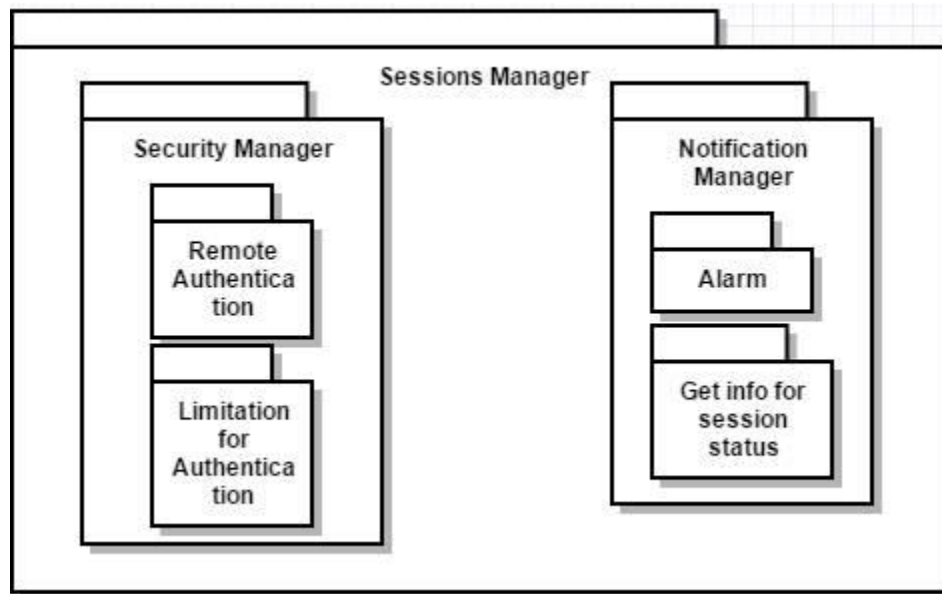 Sessions Manager
Security Manager
Remote
Authentica
tion
Limitation
for
Authentica
tion
Notification
Manager
Alarm
Get info for
session
status